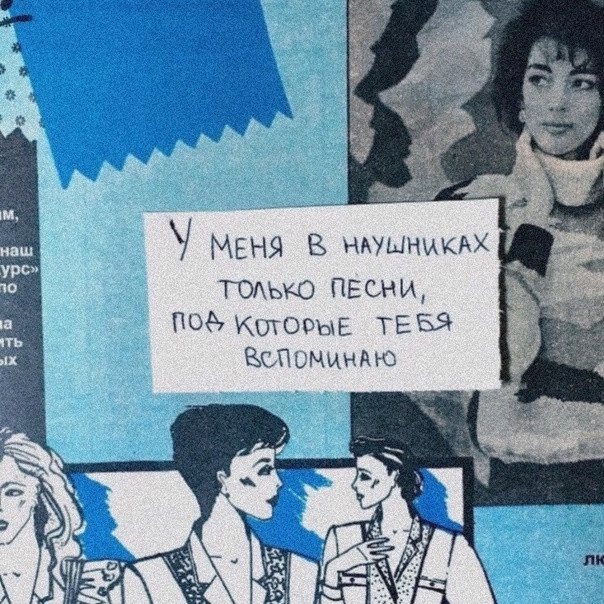 У МЕНЯ В НАУШНИКАХ
ТОЛЬКО ПЕСНИ,
ПОД КОТОРЫЕ ТЕБЯ
ВСПОМИНАЮ